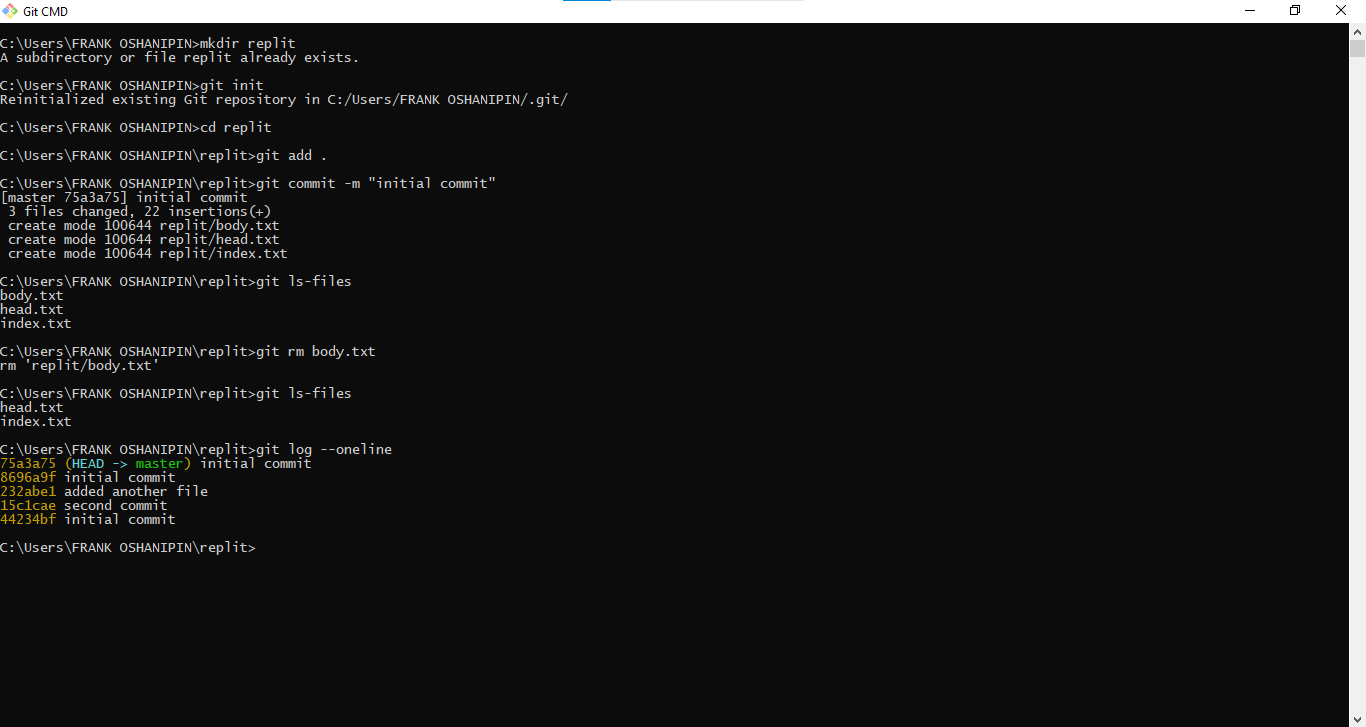 Git CMD
C:\Users\FRANK OSHANIPIN>mkdir replit
A subdirectory or file replit already exists.
C:\Users\FRANK OSHANIPIN>git init
Reinitialized existing Git repository in C:/Users/FRANK OSHANIPIN/.git/
C:\Users\FRANK OSHANIPIN>cd replit
C:\Users\FRANK OSHANIPIN\replit>git add .
C:\Users\FRANK OSHANIPIN\replit>git commit -m "initial commit"
[master 75a3a75] initial commit
 3 files changed, 22 insertions(+)
 create mode 100644 replit/body.txt
 create mode 100644 replit/head.txt
 create mode 100644 replit/index.txt
C:\Users\FRANK OSHANIPIN\replit>git ls-files
body.txt
head.txt
index.txt
C:\Users\FRANK OSHANIPIN\replit>git rm body.txt
rm 'replit/body.txt'
C:\Users\FRANK OSHANIPIN\replit>git ls-files
head.txt
index.txt
C:\Users\FRANK OSHANIPIN\replit>git log --oneline
75a3a75 (HEAD -> master) initial commit
8696a9f initial commit
232abe1 added another file
15c1cae second commit
44234bf initial commit
C:\Users\FRANK OSHANIPIN\replit>